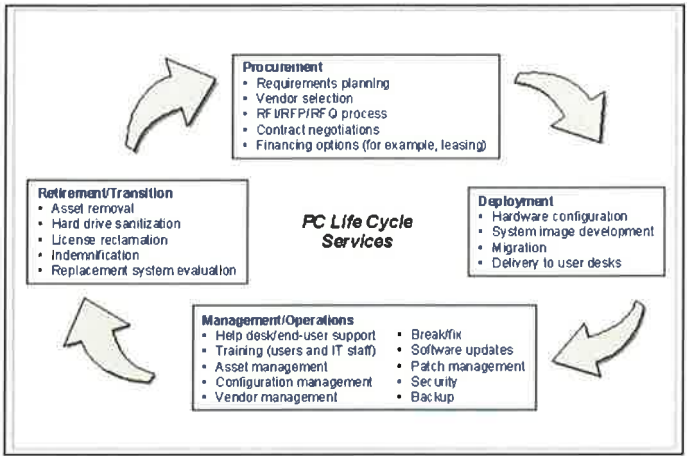 Procurement
• Requirements planning
• Vendor selection
• RFI/RFP/RFQ process
• Contract negotiations
• Financing options (for example, leasing)
Retirement/Transition
• Asset removal
• Hard drive sanitization
• License reclamation
• Indemnification
• Replacement system evaluation
PC Life Cycle
Services
Deployment
• Hardware configuration
• System image development
• Migration
• Delivery to user desks
Management/Operations
• Help desk/end-user support
• Training (users and IT staff)
• Asset management
• Configuration management
• Vendor management
• Break/fix
• Software updates
• Patch management
• Security
• Backup